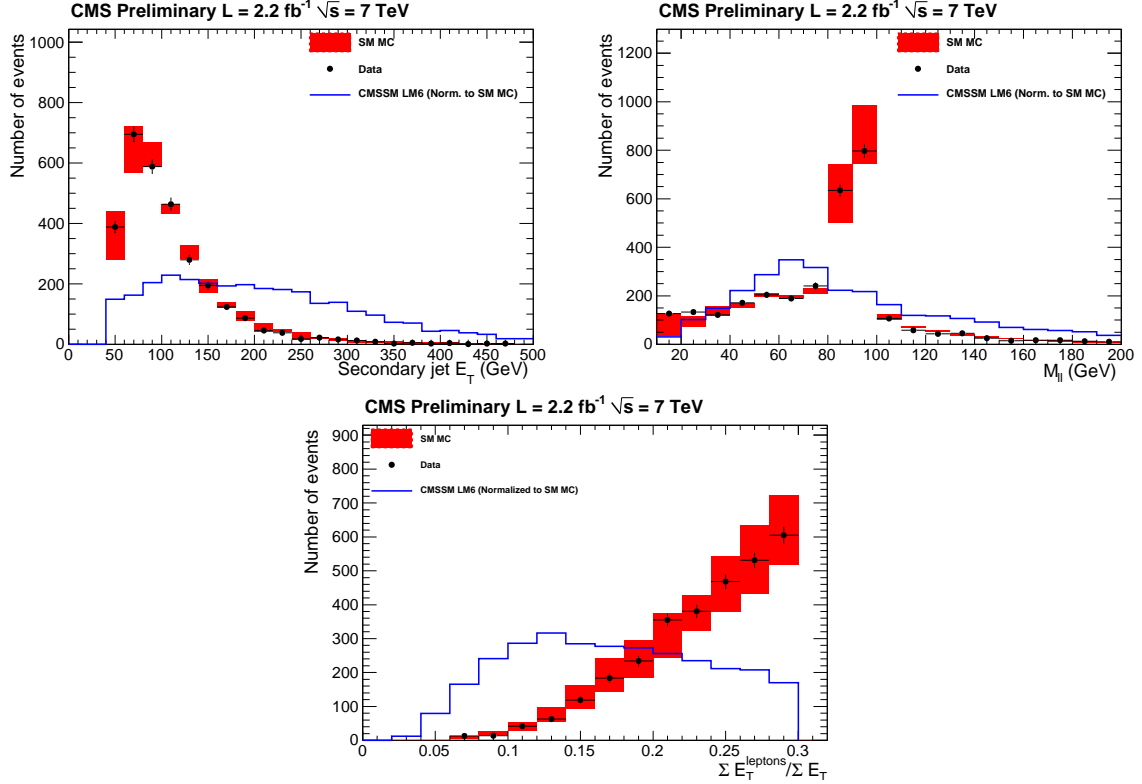 CMS Preliminary L = 2.2 fb⁻¹ √s = 7 TeV
Number of events
1000
800
600
400
200
0
SM MC
Data
CMSSM LM6 (Norm. to SM MC)
0 50 100 150 200 250 300 350 400 450 500
Secondary jet E_T (GeV)
CMS Preliminary L = 2.2 fb⁻¹ √s = 7 TeV
Number of events
1200
1000
800
600
400
200
0
SM MC
Data
CMSSM LM6 (Norm. to SM MC)
20 40 60 80 100 120 140 160 180 200
M_ll (GeV)
CMS Preliminary L = 2.2 fb⁻¹ √s = 7 TeV
Number of events
900
800
700
600
500
400
300
200
100
0
SM MC
Data
CMSSM LM6 (Normalized to SM MC)
0 0.05 0.1 0.15 0.2 0.25 0.3
Σ E_T^leptons/Σ E_T